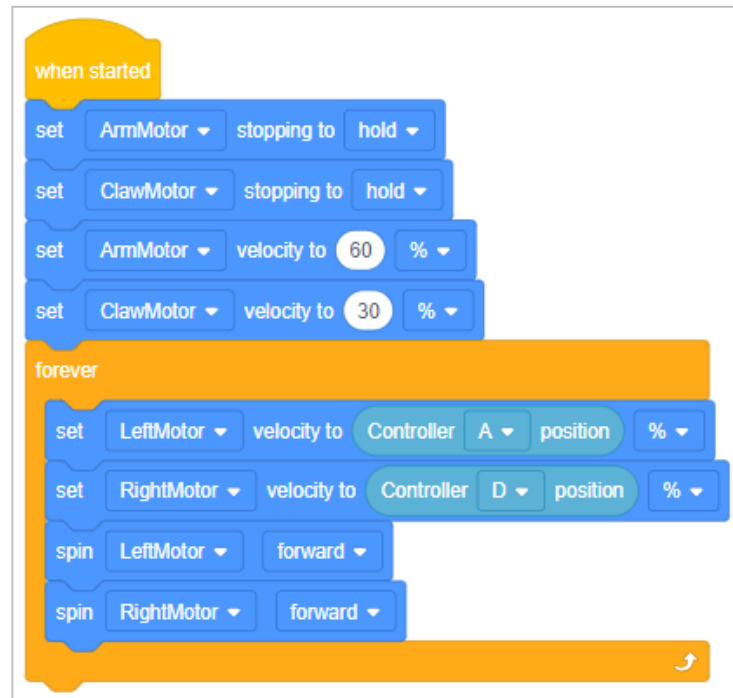 when started
set ArmMotor stopping to hold
set ClawMotor stopping to hold
set ArmMotor velocity to 60 %
set ClawMotor velocity to 30 %
forever
set LeftMotor velocity to Controller A position %
set RightMotor velocity to Controller D position %
spin LeftMotor forward
spin RightMotor forward